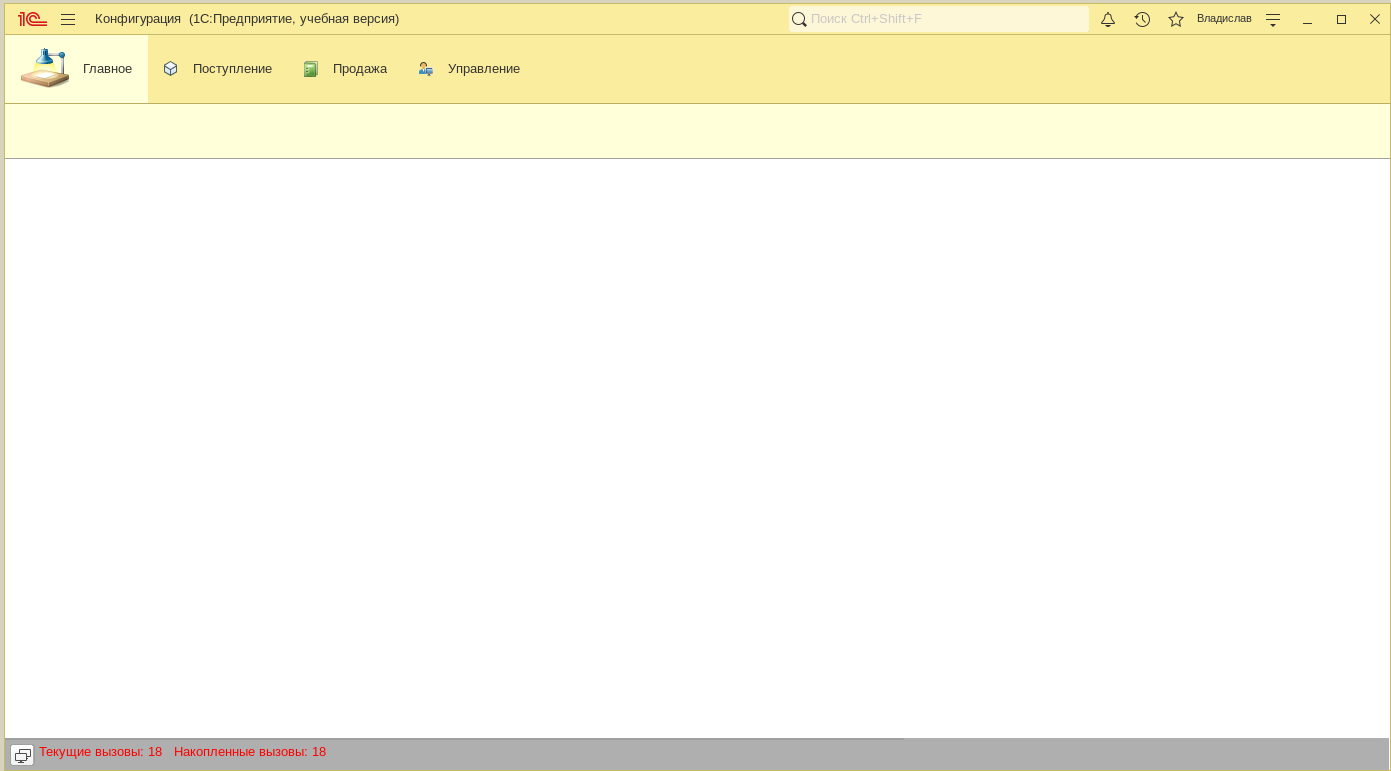 1С Конфигурация (1С:Предприятие, учебная версия) Поиск Ctrl+Shift+F Владислав
Главное Поступление Продажа Управление
Текущие вызовы: 18 Накопленные вызовы: 18